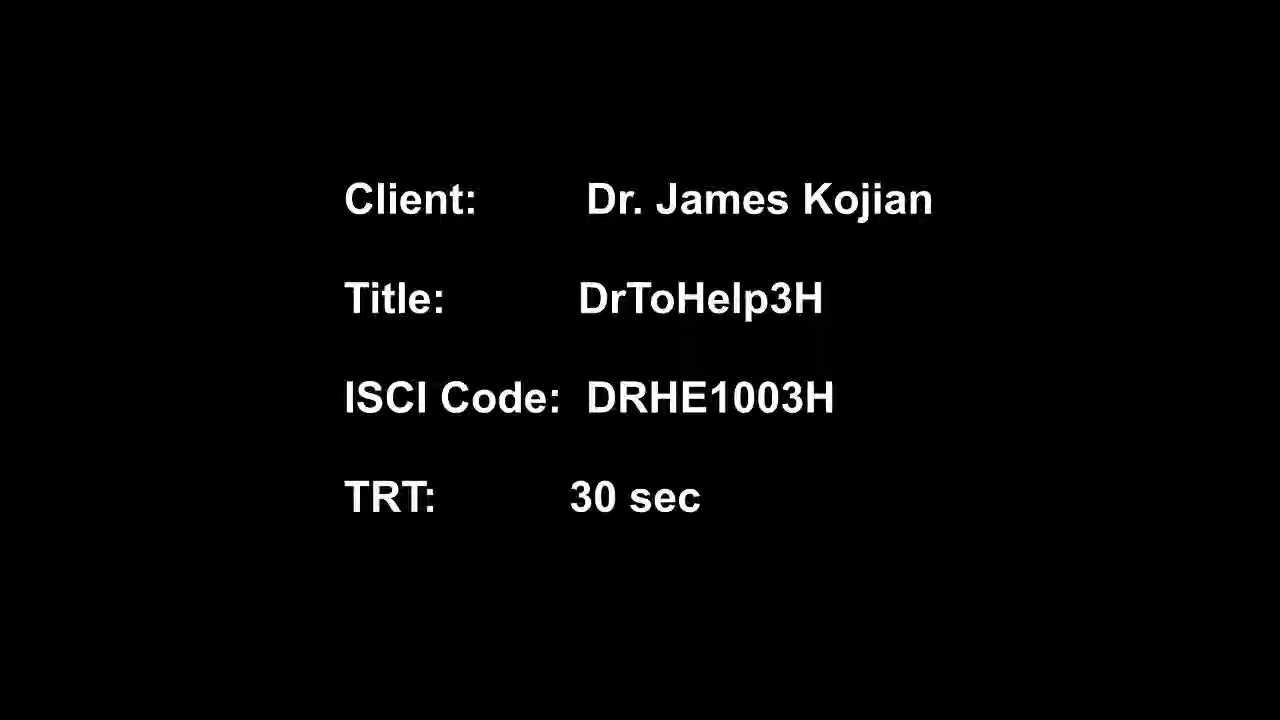 Client: Dr. James Kojian
Title: DrToHelp3H
ISCI Code: DRHE1003H
TRT: 30 sec